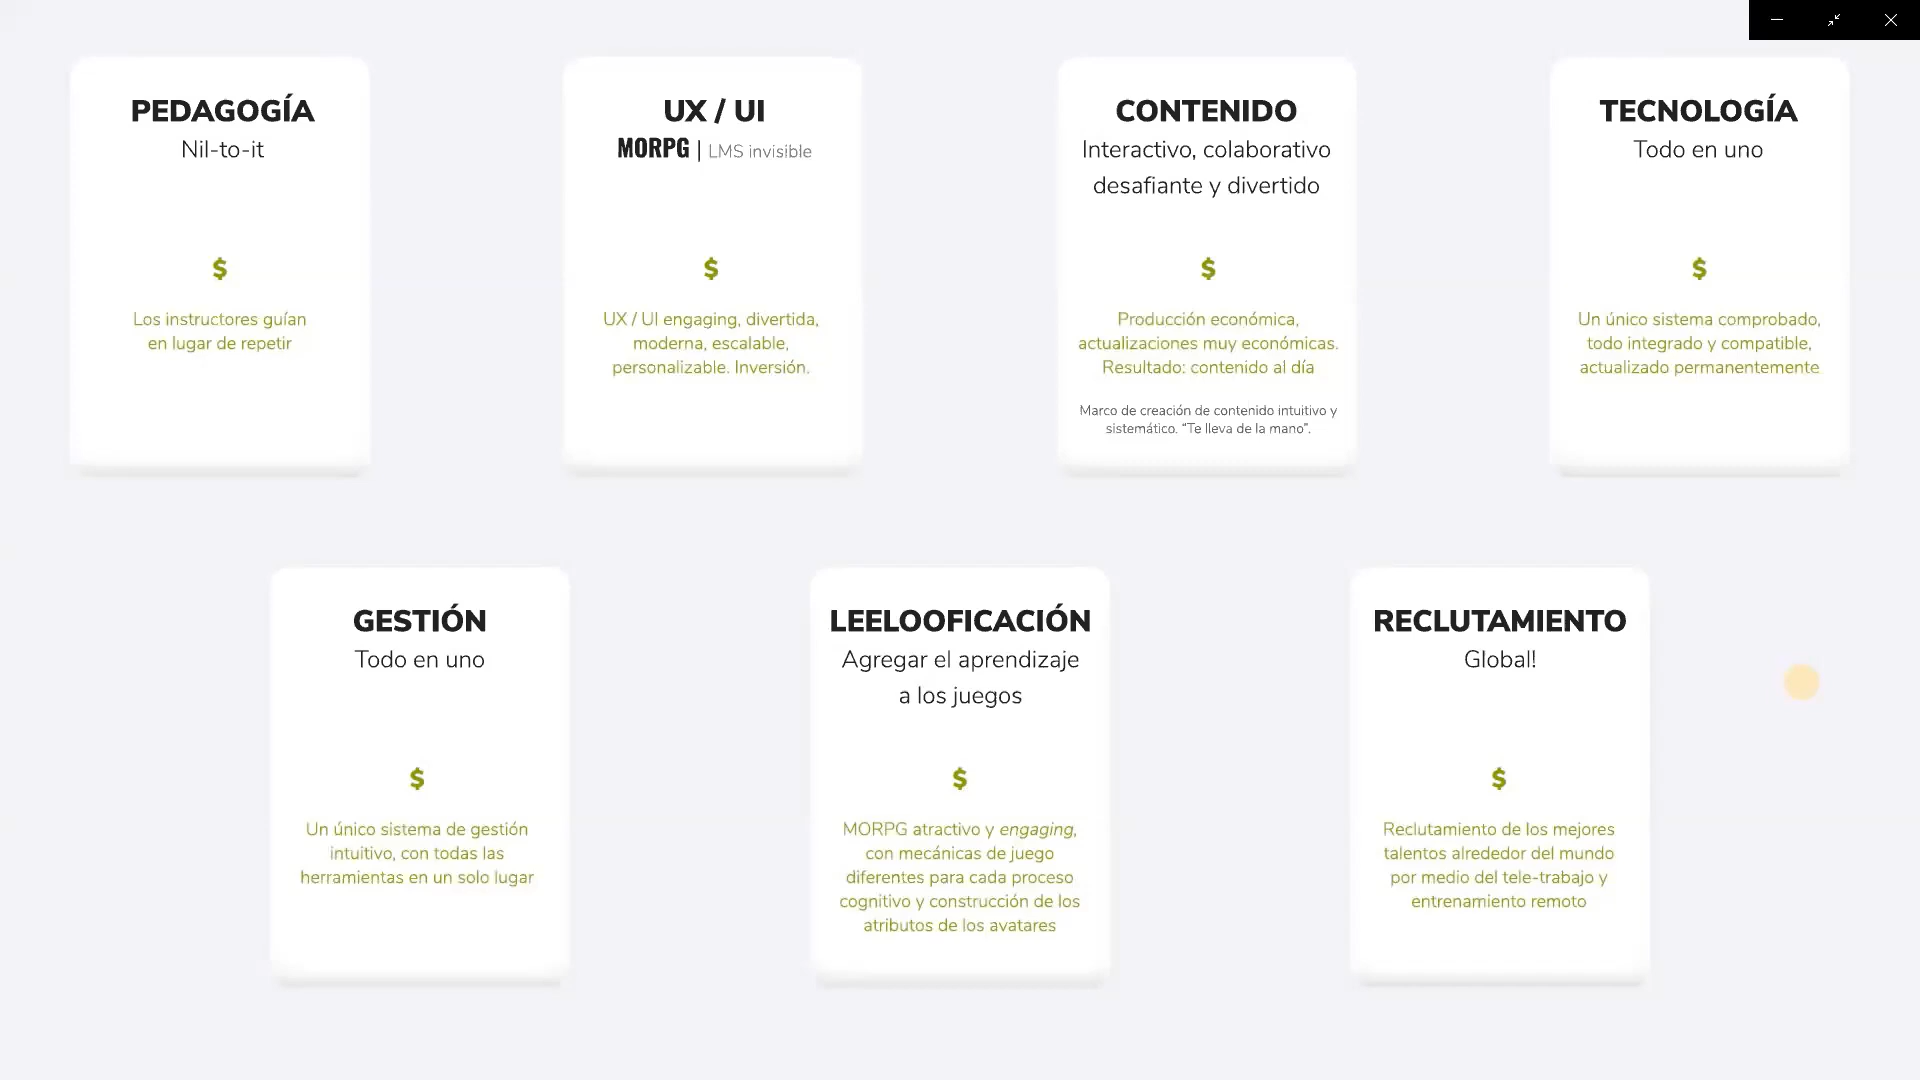 PEDAGOGÍA
Nil-to-it
$
Los instructores guían
en lugar de repetir
UX / UI
MORPG | LMS invisible
$
UX / UI engaging, divertida,
moderna, escalable,
personalizable. Inversión.
CONTENIDO
Interactivo, colaborativo
desafiante y divertido
$
Producción económica,
actualizaciones muy económicas.
Resultado: contenido al día
Marco de creación de contenido intuitivo y
sistemático. “Te lleva de la mano”.
TECNOLOGÍA
Todo en uno
$
Un único sistema comprobado,
todo integrado y compatible,
actualizado permanentemente
GESTIÓN
Todo en uno
$
Un único sistema de gestión
intuitivo, con todas las
herramientas en un solo lugar
LEELOOFICACIÓN
Agregar el aprendizaje
a los juegos
$
MORPG atractivo y engaging,
con mecánicas de juego
diferentes para cada proceso
cognitivo y construcción de los
atributos de los avatares
RECLUTAMIENTO
Global!
$
Reclutamiento de los mejores
talentos alrededor del mundo
por medio del tele-trabajo y
entrenamiento remoto